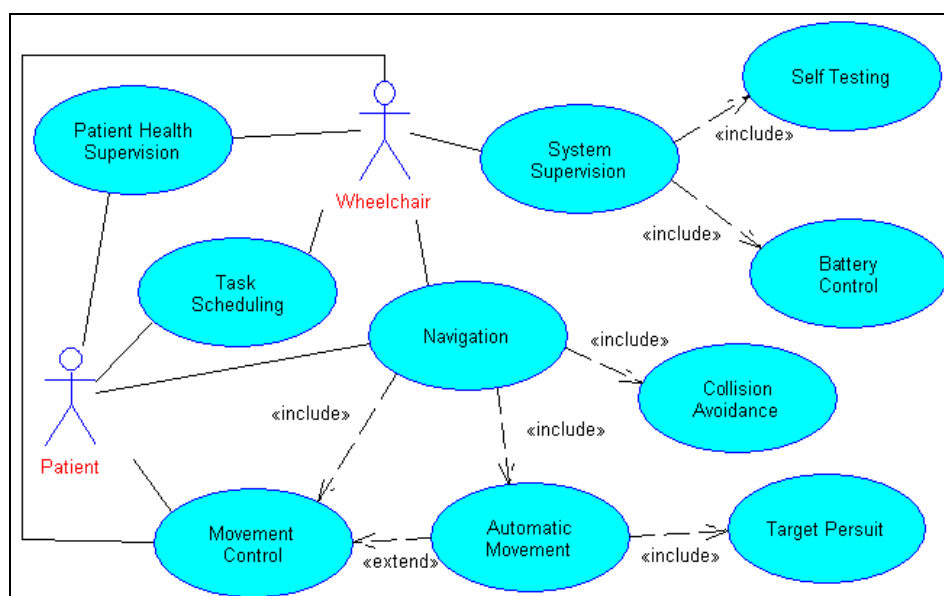 Self Testing
Patient Health
Supervision
«include»
System
Supervision
Wheelchair
«include»
Task
Scheduling
Battery
Control
Navigation
«include»
Collision
Avoidance
«include»
«include»
Patient
Movement
Control
Automatic
Movement
Target Persuit
«extend»
«include»